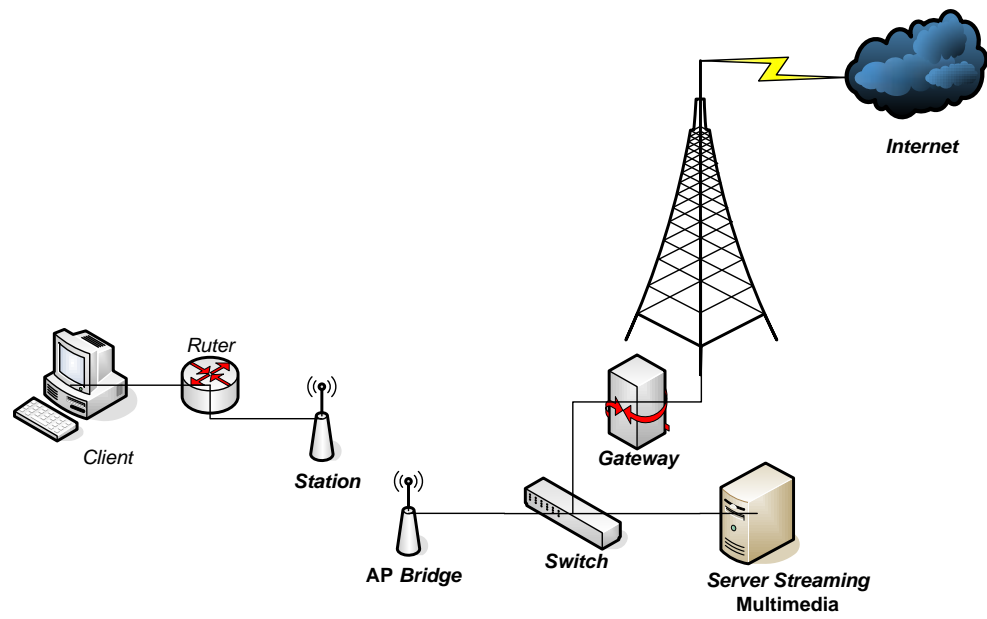 Internet
Ruter
Client
Station
Gateway
AP Bridge
Switch
Server Streaming
Multimedia